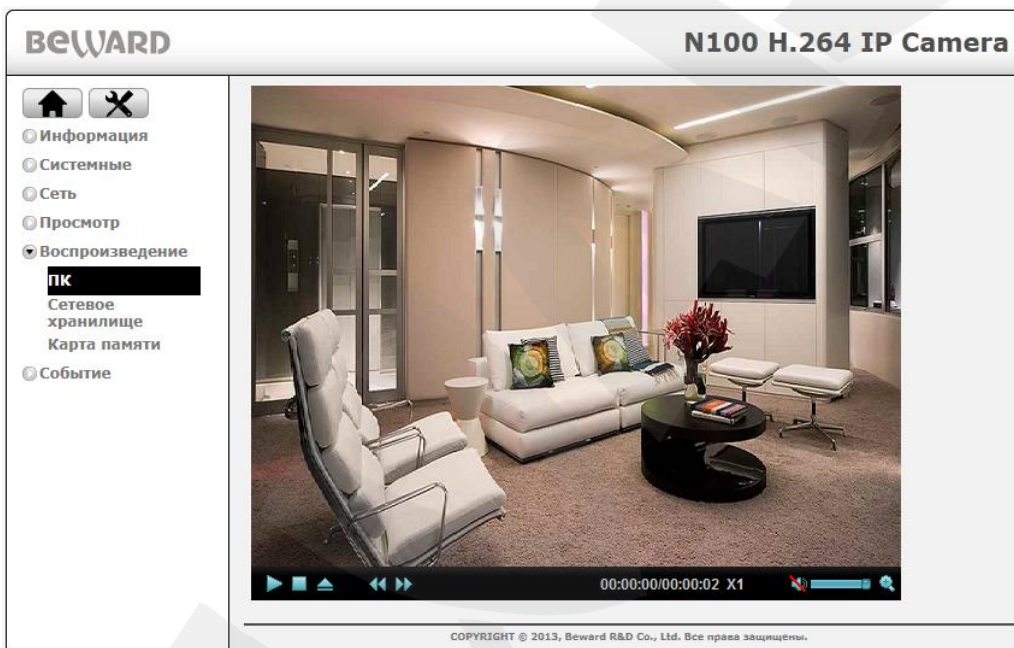 BEWARD
N100 H.264 IP Camera
Информация
Системные
Сеть
Просмотр
Воспроизведение
ПК
Сетевое
хранилище
Карта памяти
Событие
00:00:00/00:00:02 X1
COPYRIGHT © 2013, Beward R&D Co., Ltd. Все права защищены.